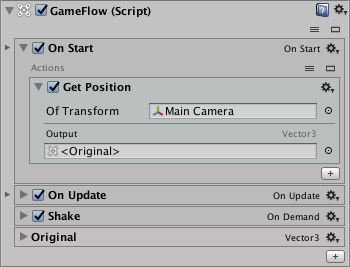 GameFlow (Script)
On Start On Start
Actions
Get Position
Of Transform Main Camera
Output Vector3
<Original>
On Update On Update
Shake On Demand
Original Vector3